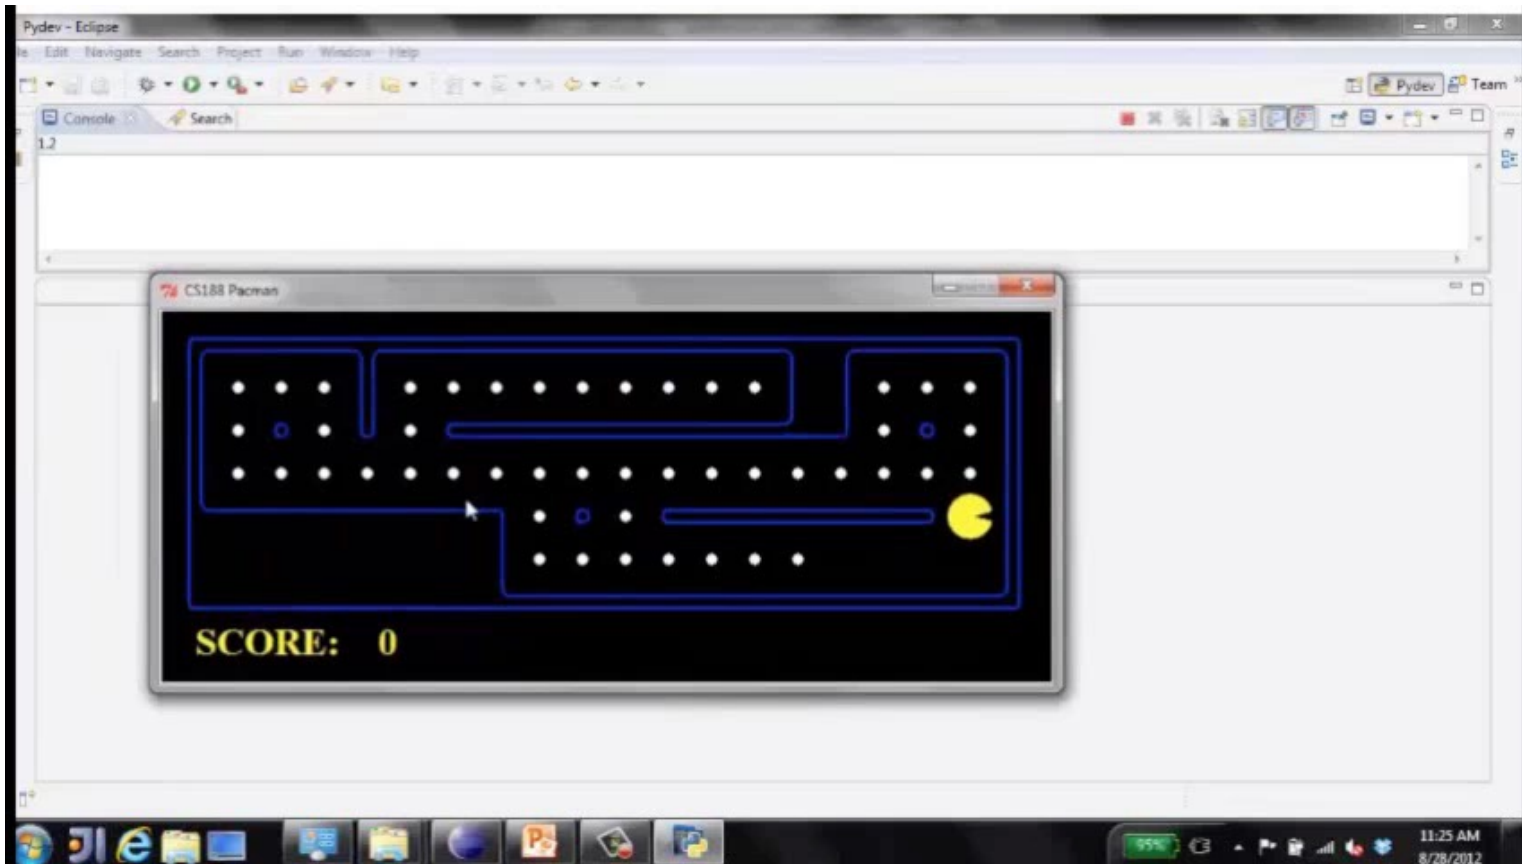 Pydev - Eclipse
Edit Navigate Search Project Run Window Help
Pydev Team
Console Search
1.2
CS188 Pacman
SCORE: 0
95%
11:25 AM
8/28/2012